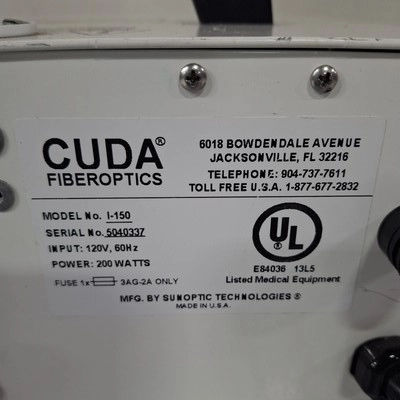 CUDA®
FIBEROPTICS
6018 BOWDENDALE AVENUE
JACKSONVILLE, FL 32216
TELEPHONE: 904-737-7611
TOLL FREE U.S.A. 1-877-677-2832
MODEL No. I-150
SERIAL No. 5040337
INPUT: 120V, 60Hz
POWER: 200 WATTS
FUSE 1x 3AG-2A ONLY
UL
E84036 13L5
Listed Medical Equipment
MFG. BY SUNOPTIC TECHNOLOGIES ®
MADE IN U.S.A.